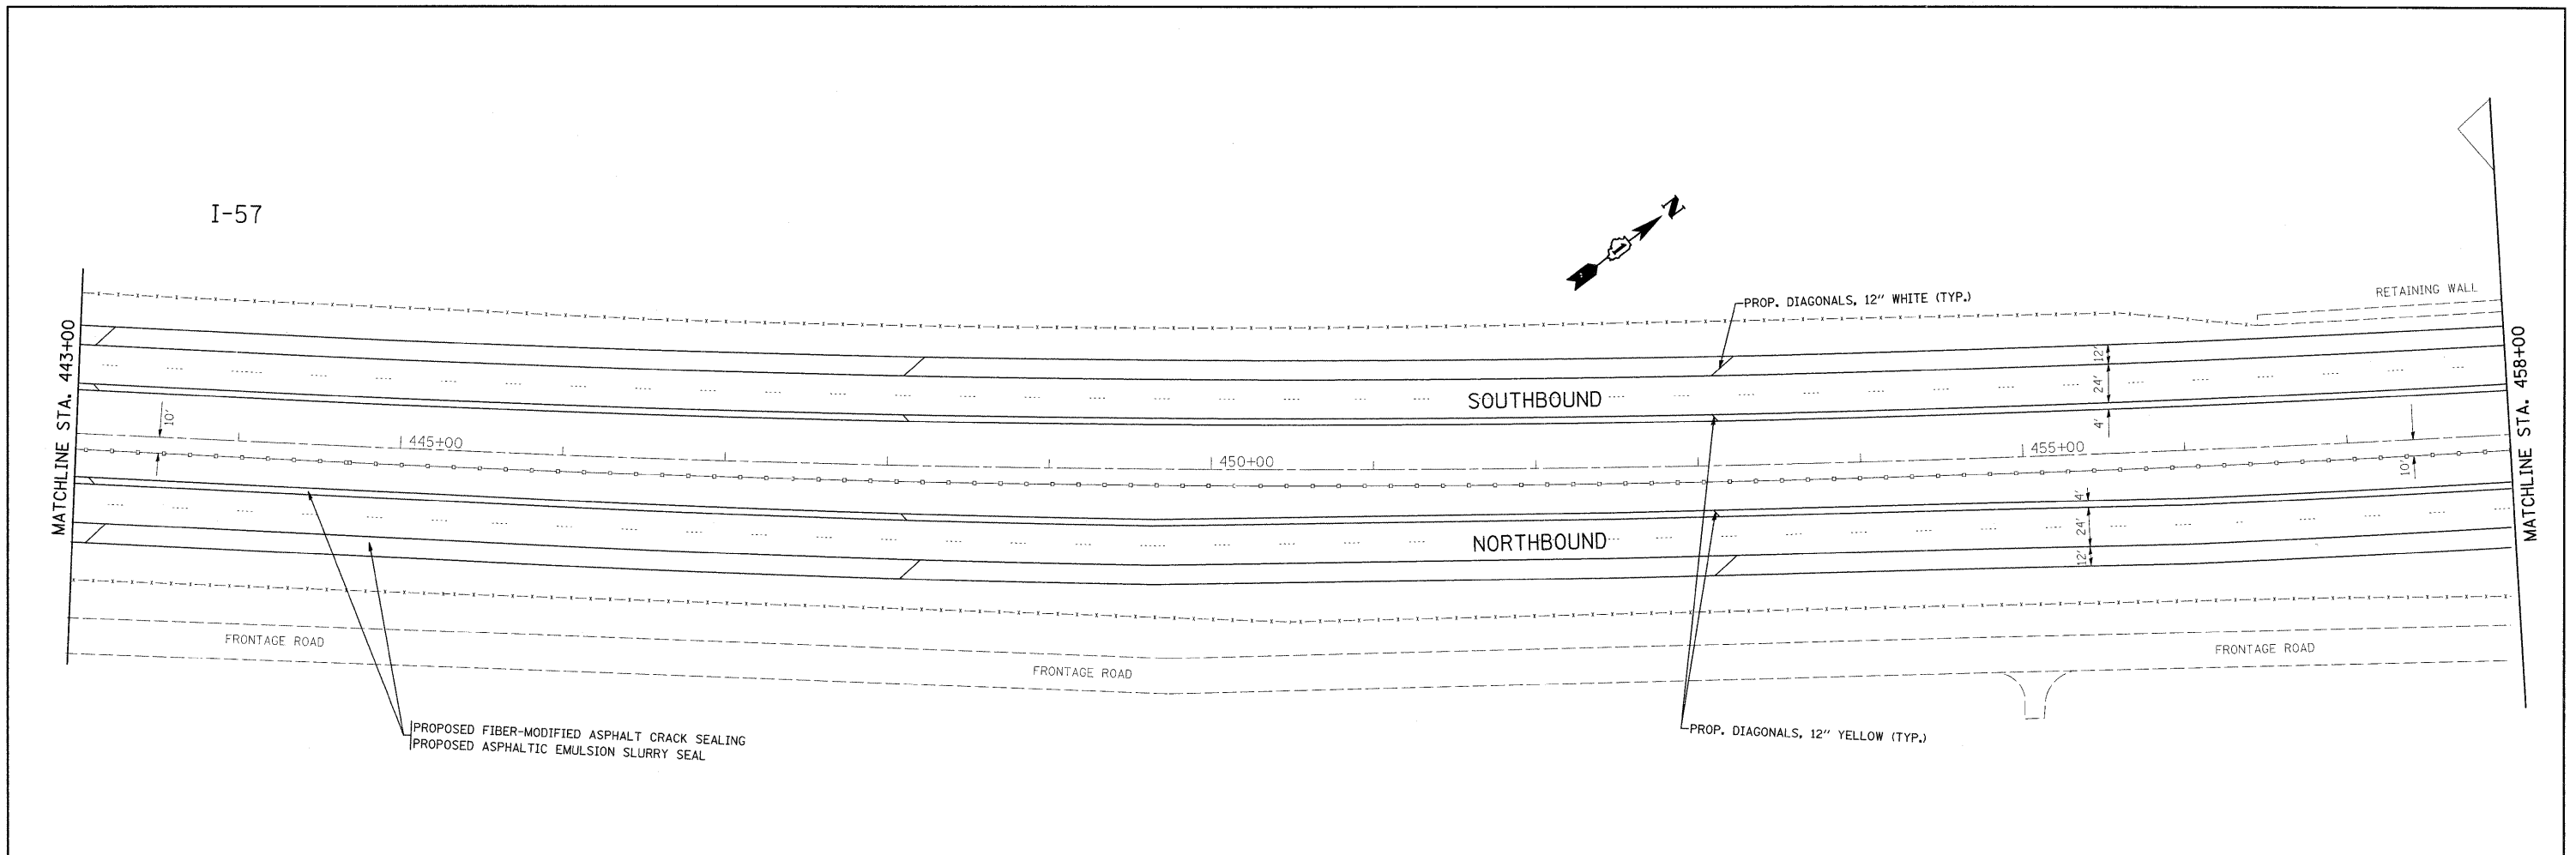 I-57
N
PROP. DIAGONALS, 12" WHITE (TYP.)
RETAINING WALL
MATCHLINE STA. 443+00
MATCHLINE STA. 458+00
12'
24'
4'
SOUTHBOUND
10'
445+00
450+00
455+00
10'
4'
24'
12'
NORTHBOUND
FRONTAGE ROAD
FRONTAGE ROAD
FRONTAGE ROAD
PROPOSED FIBER-MODIFIED ASPHALT CRACK SEALING
PROPOSED ASPHALTIC EMULSION SLURRY SEAL
PROP. DIAGONALS, 12" YELLOW (TYP.)